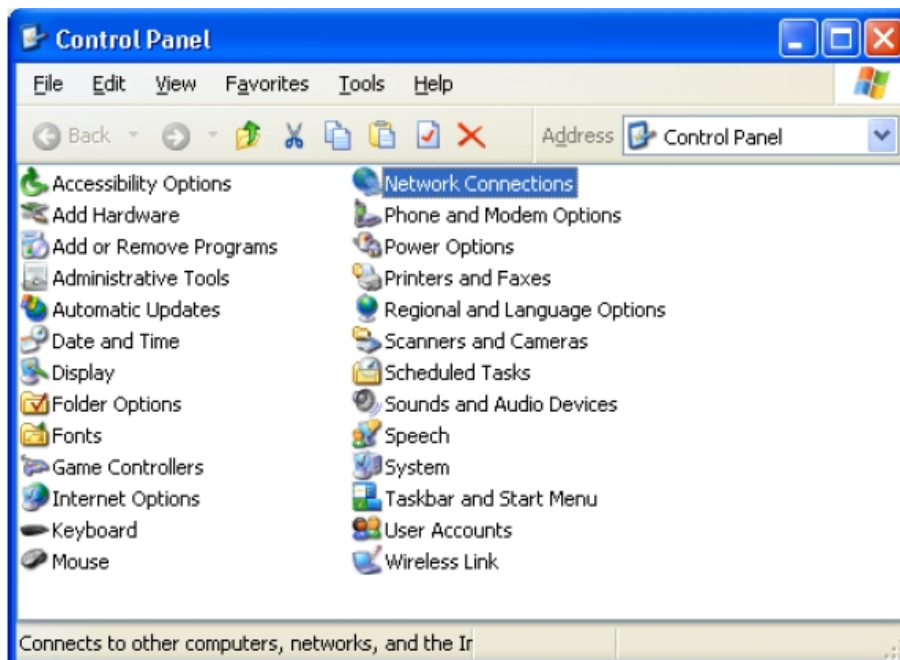 Control Panel
File Edit View Favorites Tools Help
Back Address Control Panel
Accessibility Options
Add Hardware
Add or Remove Programs
Administrative Tools
Automatic Updates
Date and Time
Display
Folder Options
Fonts
Game Controllers
Internet Options
Keyboard
Mouse
Network Connections
Phone and Modem Options
Power Options
Printers and Faxes
Regional and Language Options
Scanners and Cameras
Scheduled Tasks
Sounds and Audio Devices
Speech
System
Taskbar and Start Menu
User Accounts
Wireless Link
Connects to other computers, networks, and the Ir